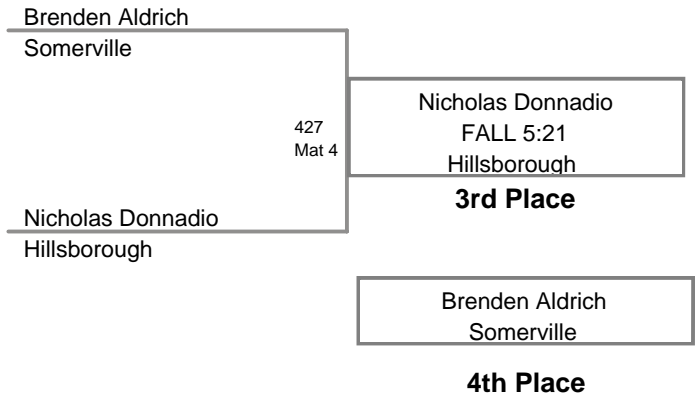 Brenden Aldrich
Somerville
Nicholas Donnadio
FALL 5:21
Hillsborough
427
Mat 4
3rd Place
Nicholas Donnadio
Hillsborough
Brenden Aldrich
Somerville
4th Place